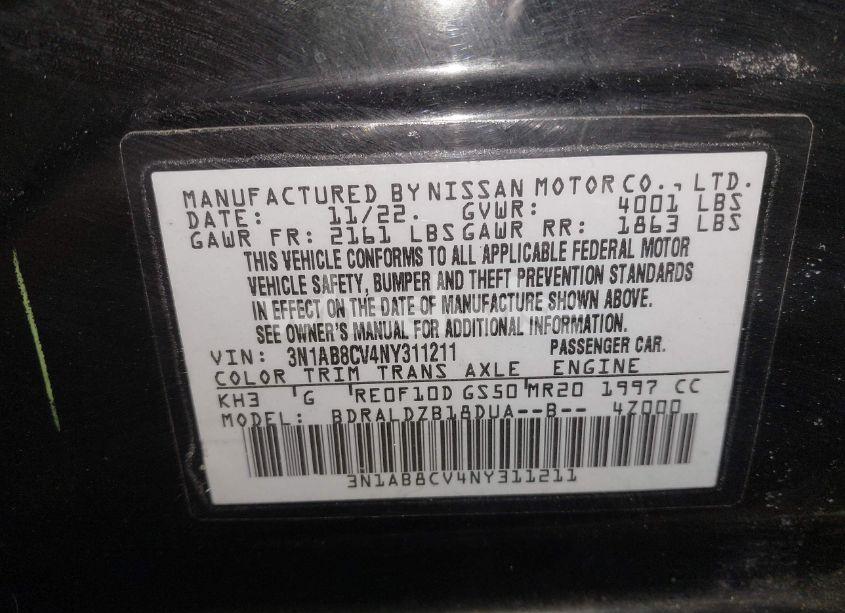 MANUFACTURED BY NISSAN MOTOR CO., LTD.
DATE: 11/22. GVWR: 4001 LBS
GAWR FR: 2161 LBS GAWR RR: 1863 LBS
THIS VEHICLE CONFORMS TO ALL APPLICABLE FEDERAL MOTOR
VEHICLE SAFETY, BUMPER AND THEFT PREVENTION STANDARDS
IN EFFECT ON THE DATE OF MANUFACTURE SHOWN ABOVE.
SEE OWNER'S MANUAL FOR ADDITIONAL INFORMATION.
VIN: 3N1AB8CV4NY311211 PASSENGER CAR.
COLOR TRIM TRANS AXLE ENGINE
KH3 G RE0F10D GS50 MR20 1997 CC
MODEL: BDRALDZB18DUA--B-- 4Z000
3N1AB8CV4NY311211